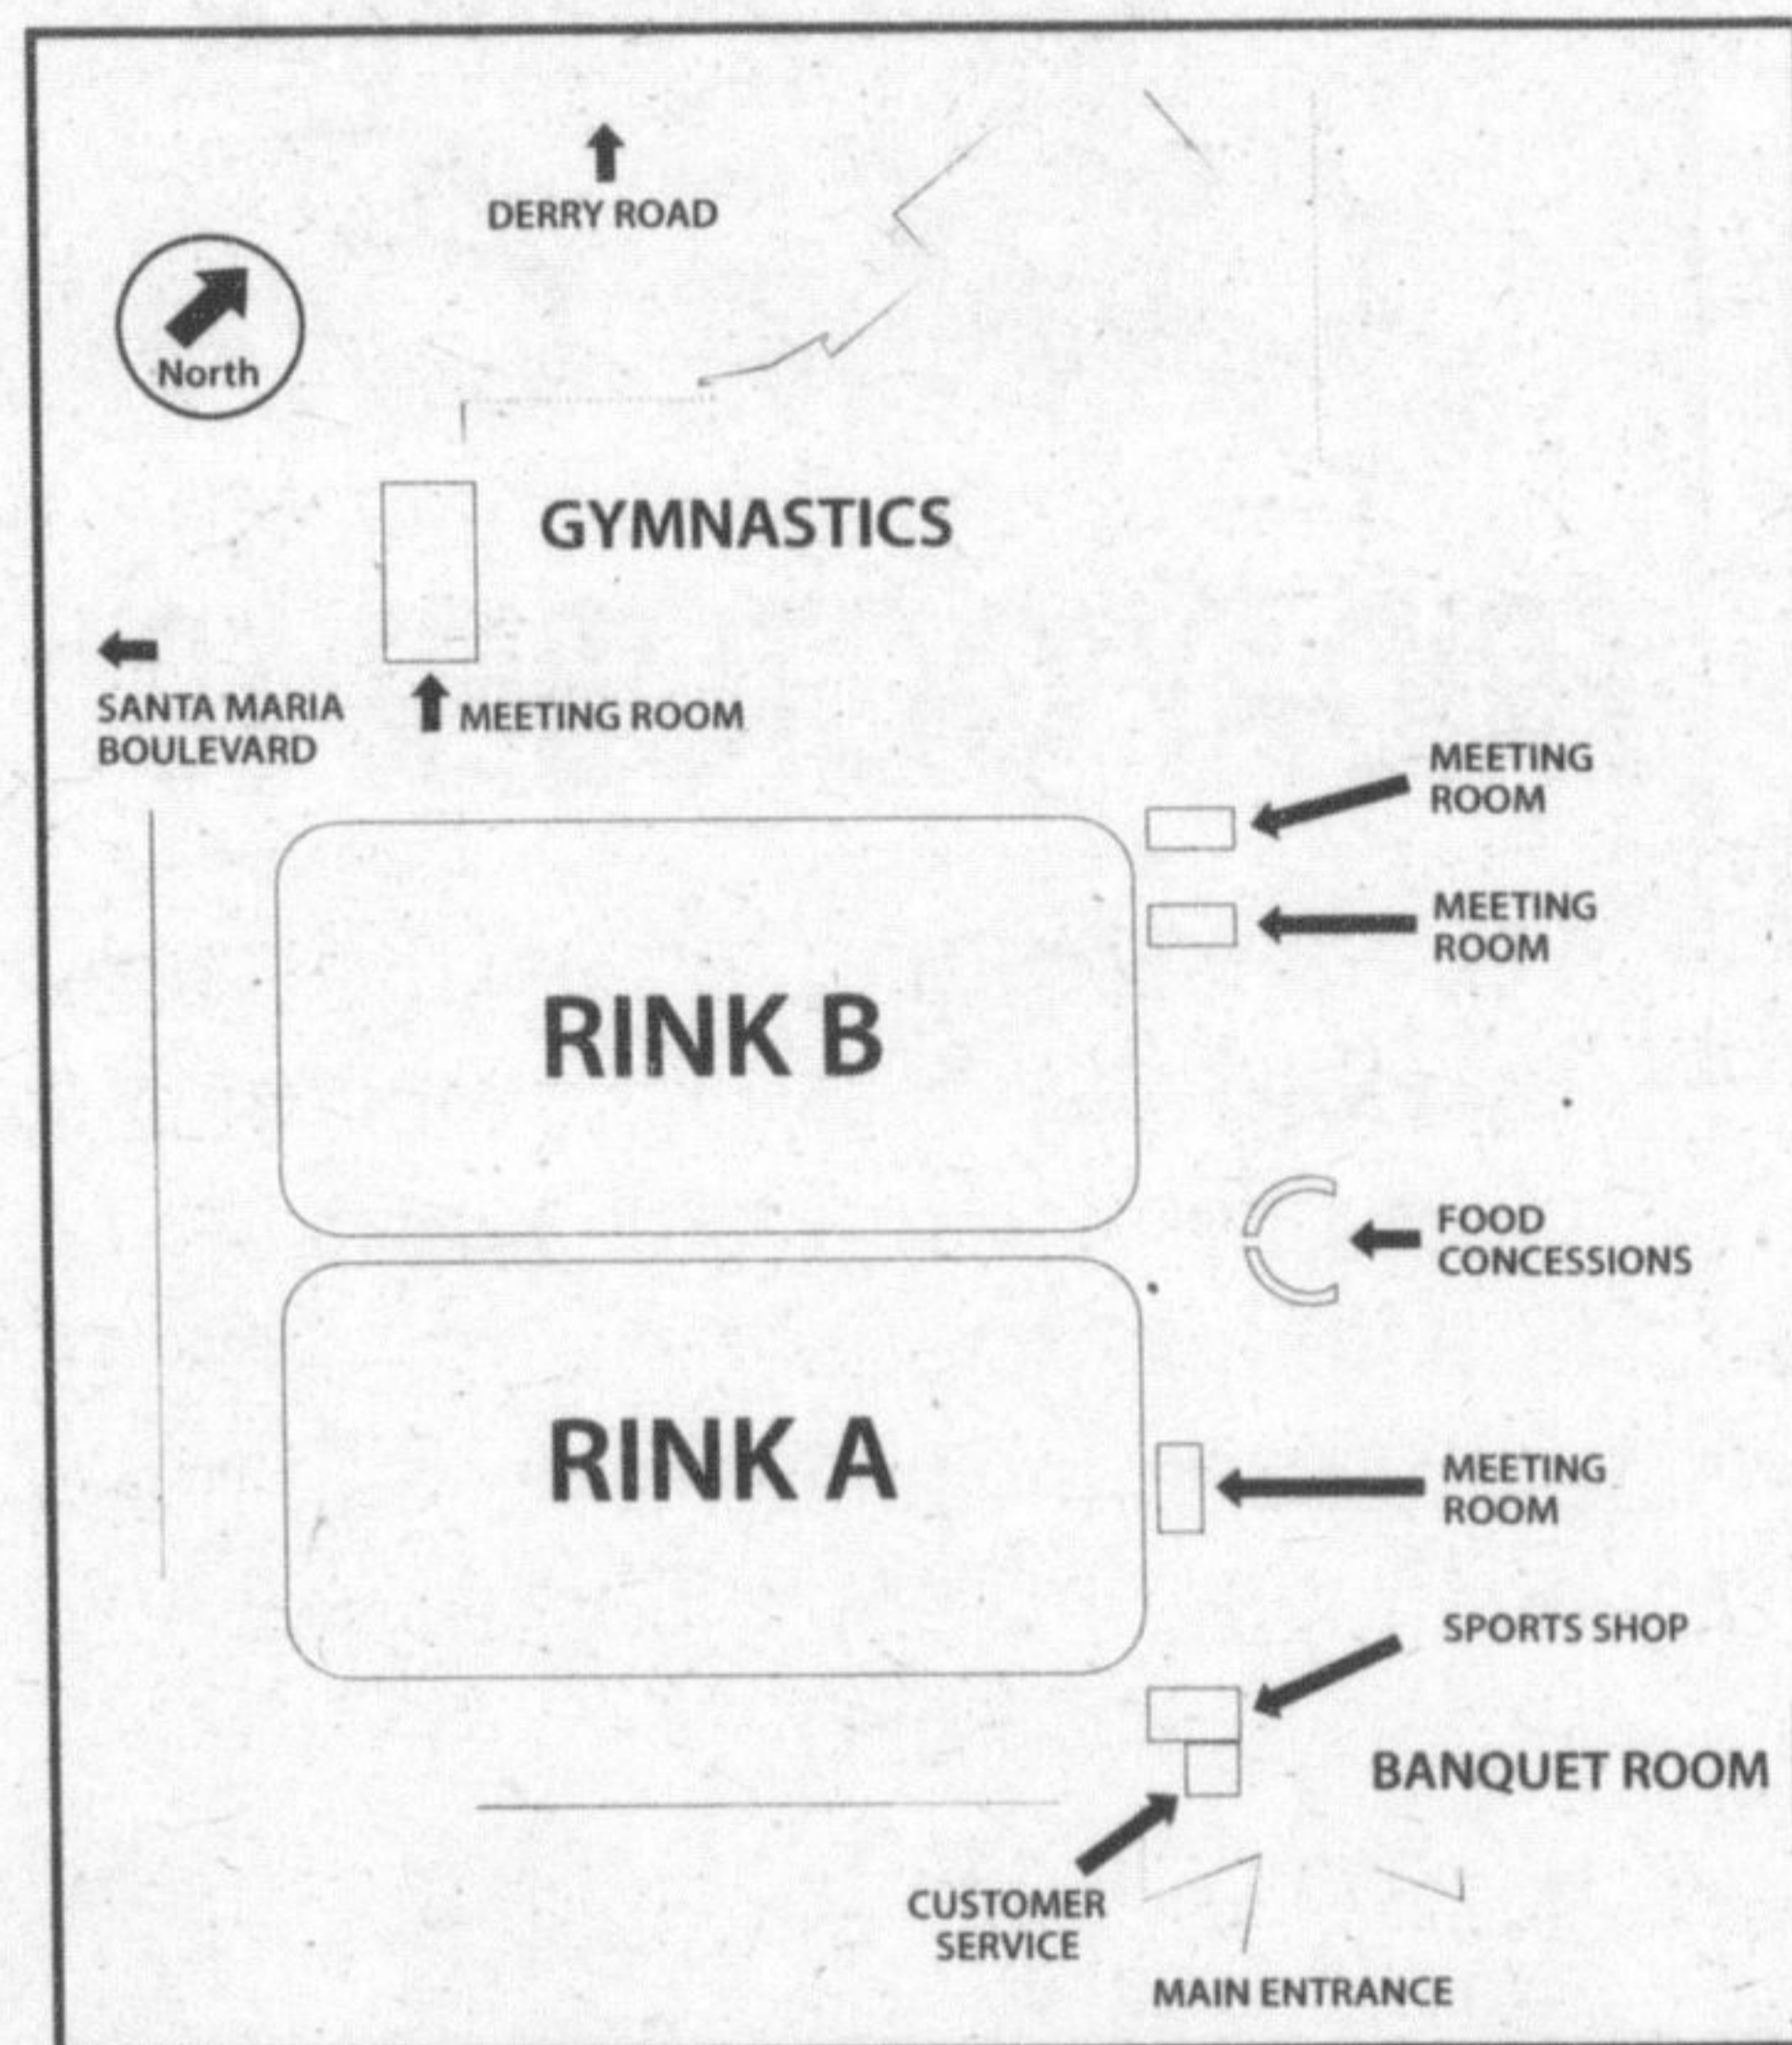 DERRY ROAD
North
GYMNASTICS
SANTA MARIA
BOULEVARD
MEETING ROOM
MEETING
ROOM
MEETING
ROOM
RINK B
FOOD
CONCESSIONS
RINK A
MEETING
ROOM
SPORTS SHOP
BANQUET ROOM
CUSTOMER
SERVICE
MAIN ENTRANCE